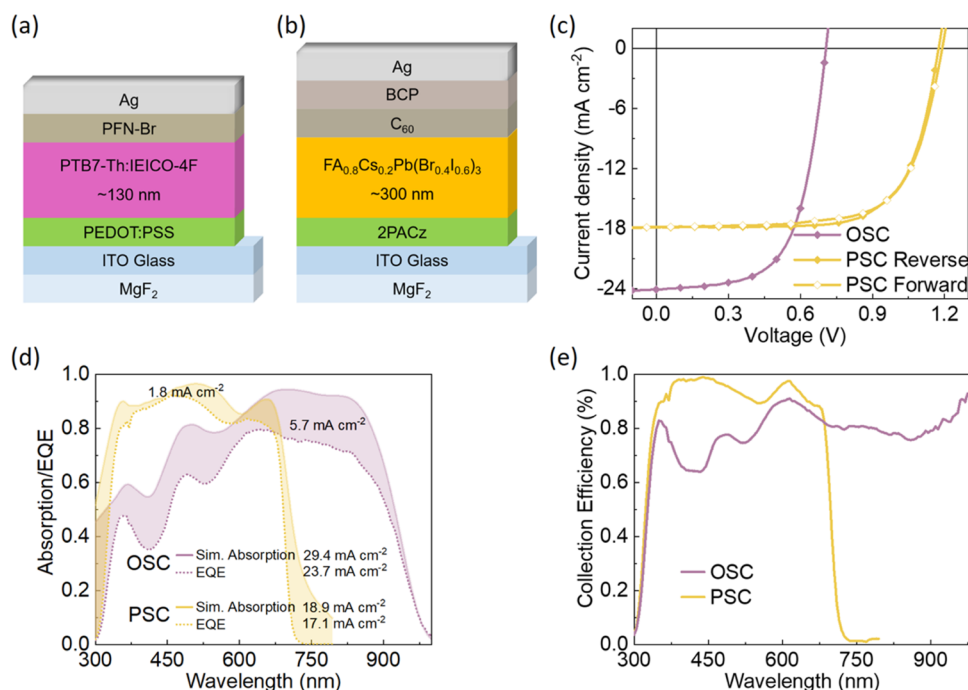 (a)
Ag
PFN-Br
PTB7-Th:IEICO-4F
~130 nm
PEDOT:PSS
ITO Glass
MgF₂
(b)
Ag
BCP
C₆₀
FA₀.₈Cs₀.₂Pb(Br₀.₄I₀.₆)₃
~300 nm
2PACz
ITO Glass
MgF₂
(c)
Current density (mA cm⁻²)
0
-6
-12
-18
-24
OSC
PSC Reverse
PSC Forward
0.0 0.3 0.6 0.9 1.2
Voltage (V)
(d)
Absorption/EQE
1.0
0.8
0.6
0.4
0.2
0.0
1.8 mA cm⁻²
5.7 mA cm⁻²
OSC
Sim. Absorption 29.4 mA cm⁻²
EQE 23.7 mA cm⁻²
PSC
Sim. Absorption 18.9 mA cm⁻²
EQE 17.1 mA cm⁻²
300 450 600 750 900
Wavelength (nm)
(e)
Collection Efficiency (%)
1.0
0.8
0.6
0.4
0.2
0.0
OSC
PSC
300 450 600 750 900
Wavelength (nm)